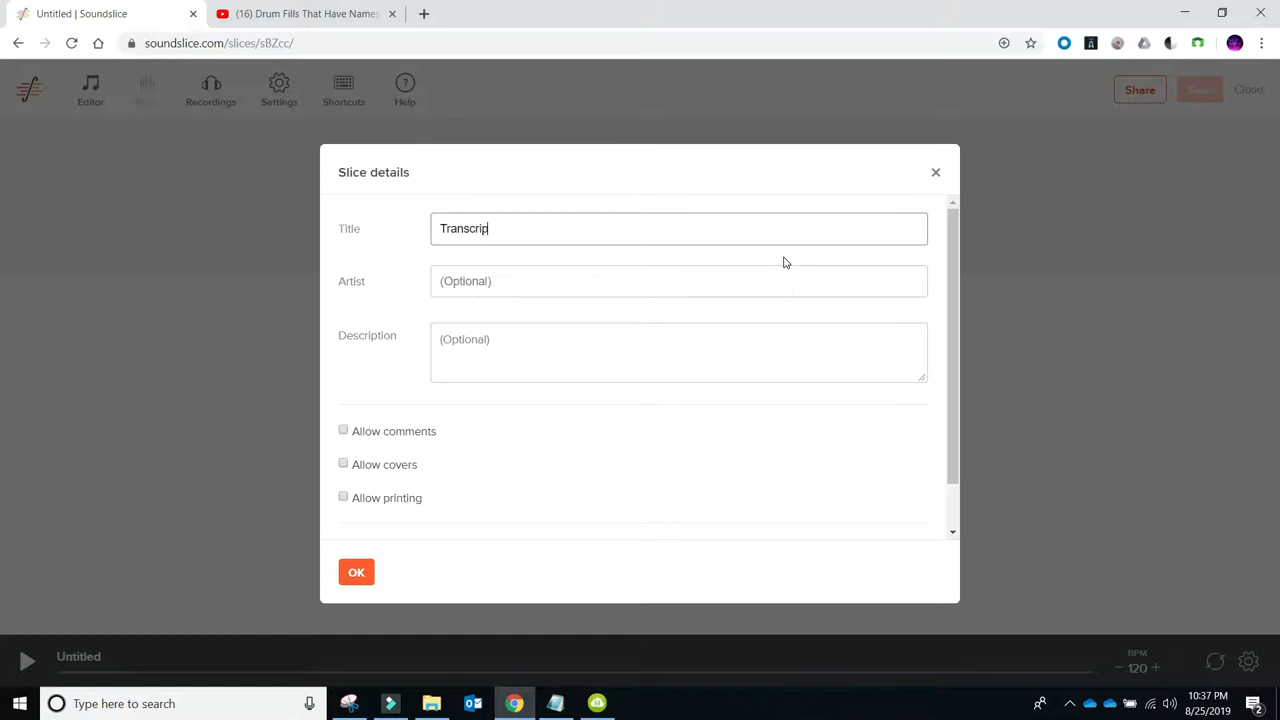 Untitled | Soundslice
(16) Drum Fills That Have Names
soundslice.com/slices/sBZcc/
Editor
Recordings
Settings
Shortcuts
Help
Share
Save
Close
Slice details
Title
Transcrip
Artist
(Optional)
Description
(Optional)
Allow comments
Allow covers
Allow printing
OK
Untitled
BPM
− 120 +
Type here to search
10:37 PM
8/25/2019
2